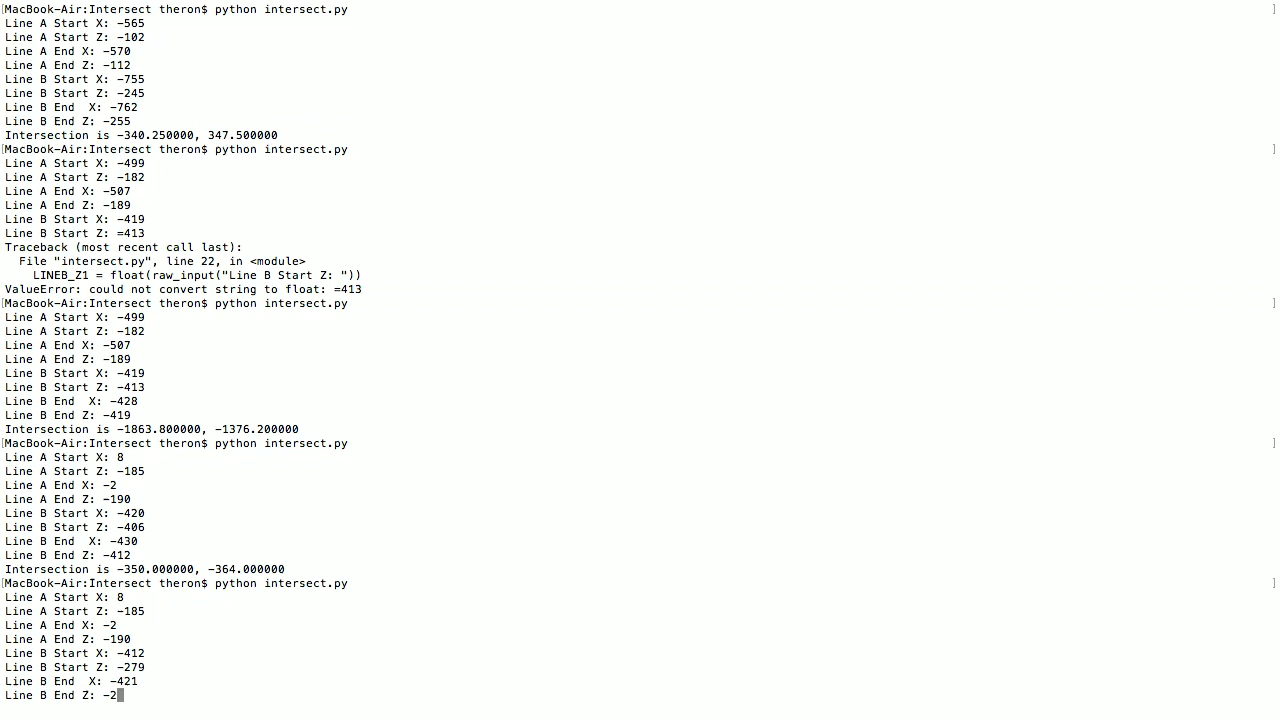 [MacBook-Air:Intersect theron$ python intersect.py ]
Line A Start X: -565
Line A Start Z: -102
Line A End X: -570
Line A End Z: -112
Line B Start X: -755
Line B Start Z: -245
Line B End  X: -762
Line B End Z: -255
Intersection is -340.250000, 347.500000
[MacBook-Air:Intersect theron$ python intersect.py ]
Line A Start X: -499
Line A Start Z: -182
Line A End X: -507
Line A End Z: -189
Line B Start X: -419
Line B Start Z: =413
Traceback (most recent call last):
  File "intersect.py", line 22, in <module>
    LINEB_Z1 = float(raw_input("Line B Start Z: "))
ValueError: could not convert string to float: =413
[MacBook-Air:Intersect theron$ python intersect.py ]
Line A Start X: -499
Line A Start Z: -182
Line A End X: -507
Line A End Z: -189
Line B Start X: -419
Line B Start Z: -413
Line B End  X: -428
Line B End Z: -419
Intersection is -1863.800000, -1376.200000
[MacBook-Air:Intersect theron$ python intersect.py ]
Line A Start X: 8
Line A Start Z: -185
Line A End X: -2
Line A End Z: -190
Line B Start X: -420
Line B Start Z: -406
Line B End  X: -430
Line B End Z: -412
Intersection is -350.000000, -364.000000
[MacBook-Air:Intersect theron$ python intersect.py ]
Line A Start X: 8
Line A Start Z: -185
Line A End X: -2
Line A End Z: -190
Line B Start X: -412
Line B Start Z: -279
Line B End  X: -421
Line B End Z: -2